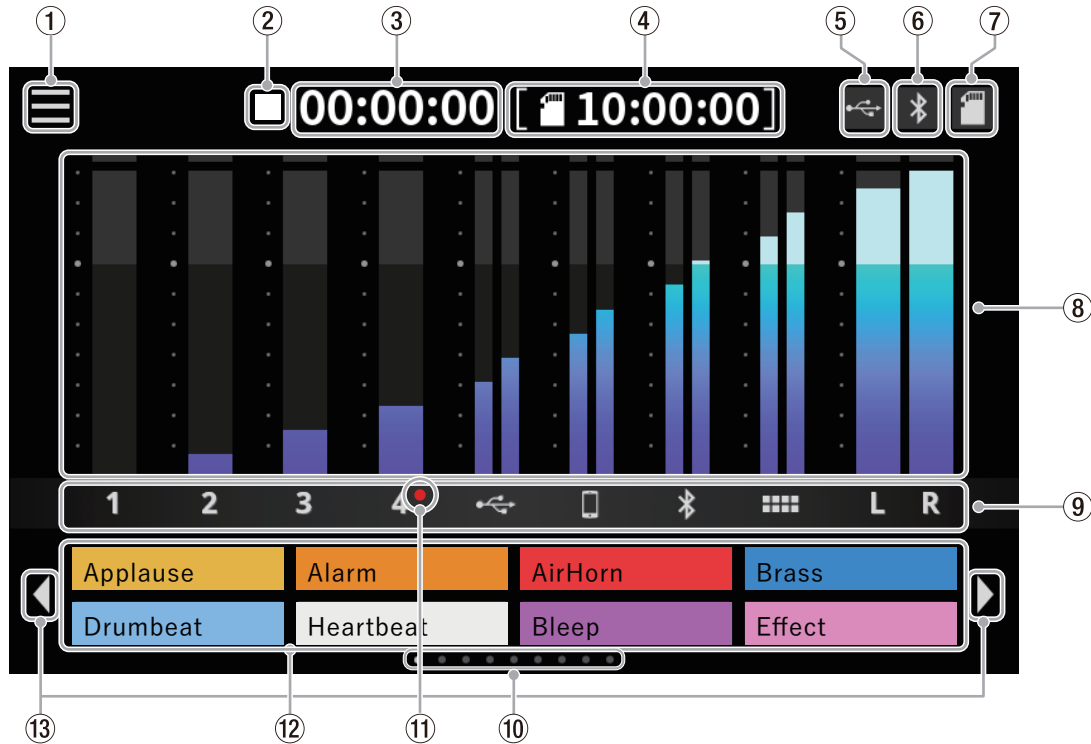 ① ② ③ ④ ⑤ ⑥ ⑦
00:00:00 [ 10:00:00]
⑧
1 2 3 4 L R ⑨
Applause Alarm AirHorn Brass
Drumbeat Heartbeat Bleep Effect
⑬ ⑫ ⑪ ⑩